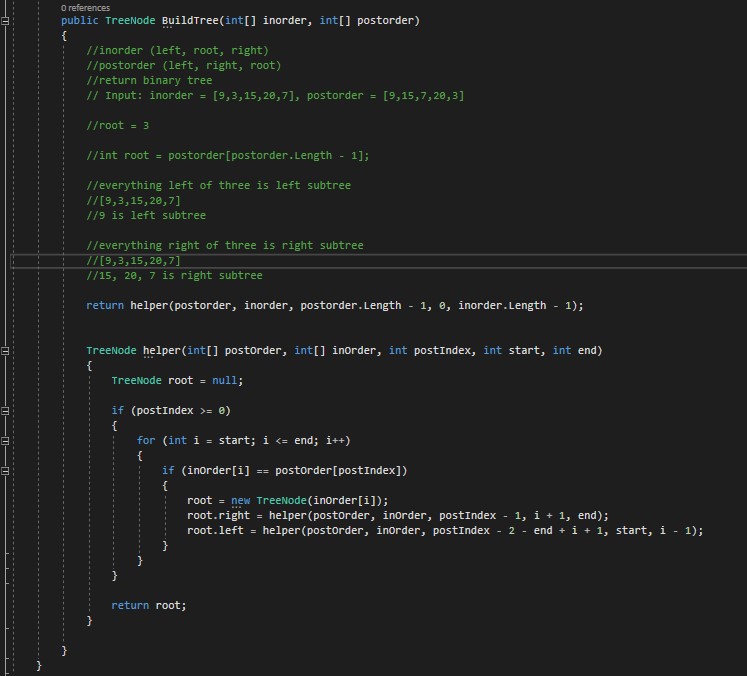 0 references
public TreeNode BuildTree(int[] inorder, int[] postorder)
{
//inorder (left, root, right)
//postorder (left, right, root)
//return binary tree
// Input: inorder = [9,3,15,20,7], postorder = [9,15,7,20,3]
//root = 3
//int root = postorder[postorder.Length - 1];
//everything left of three is left subtree
//[9,3,15,20,7]
//9 is left subtree
//everything right of three is right subtree
//[9,3,15,20,7]
//15, 20, 7 is right subtree
return helper(postorder, inorder, postorder.Length - 1, 0, inorder.Length - 1);
TreeNode helper(int[] postOrder, int[] inOrder, int postIndex, int start, int end)
{
TreeNode root = null;
if (postIndex >= 0)
{
for (int i = start; i <= end; i++)
{
if (inOrder[i] == postOrder[postIndex])
{
root = new TreeNode(inOrder[i]);
root.right = helper(postOrder, inOrder, postIndex - 1, i + 1, end);
root.left = helper(postOrder, inOrder, postIndex - 2 - end + i + 1, start, i - 1);
}
}
}
return root;
}
}
}